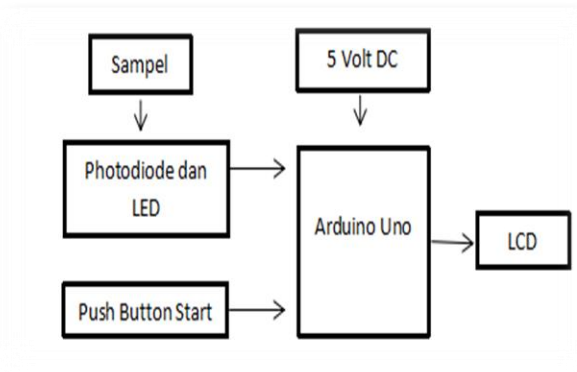 Sampel
5 Volt DC
Photodiode dan
LED
Arduino Uno
LCD
Push Button Start